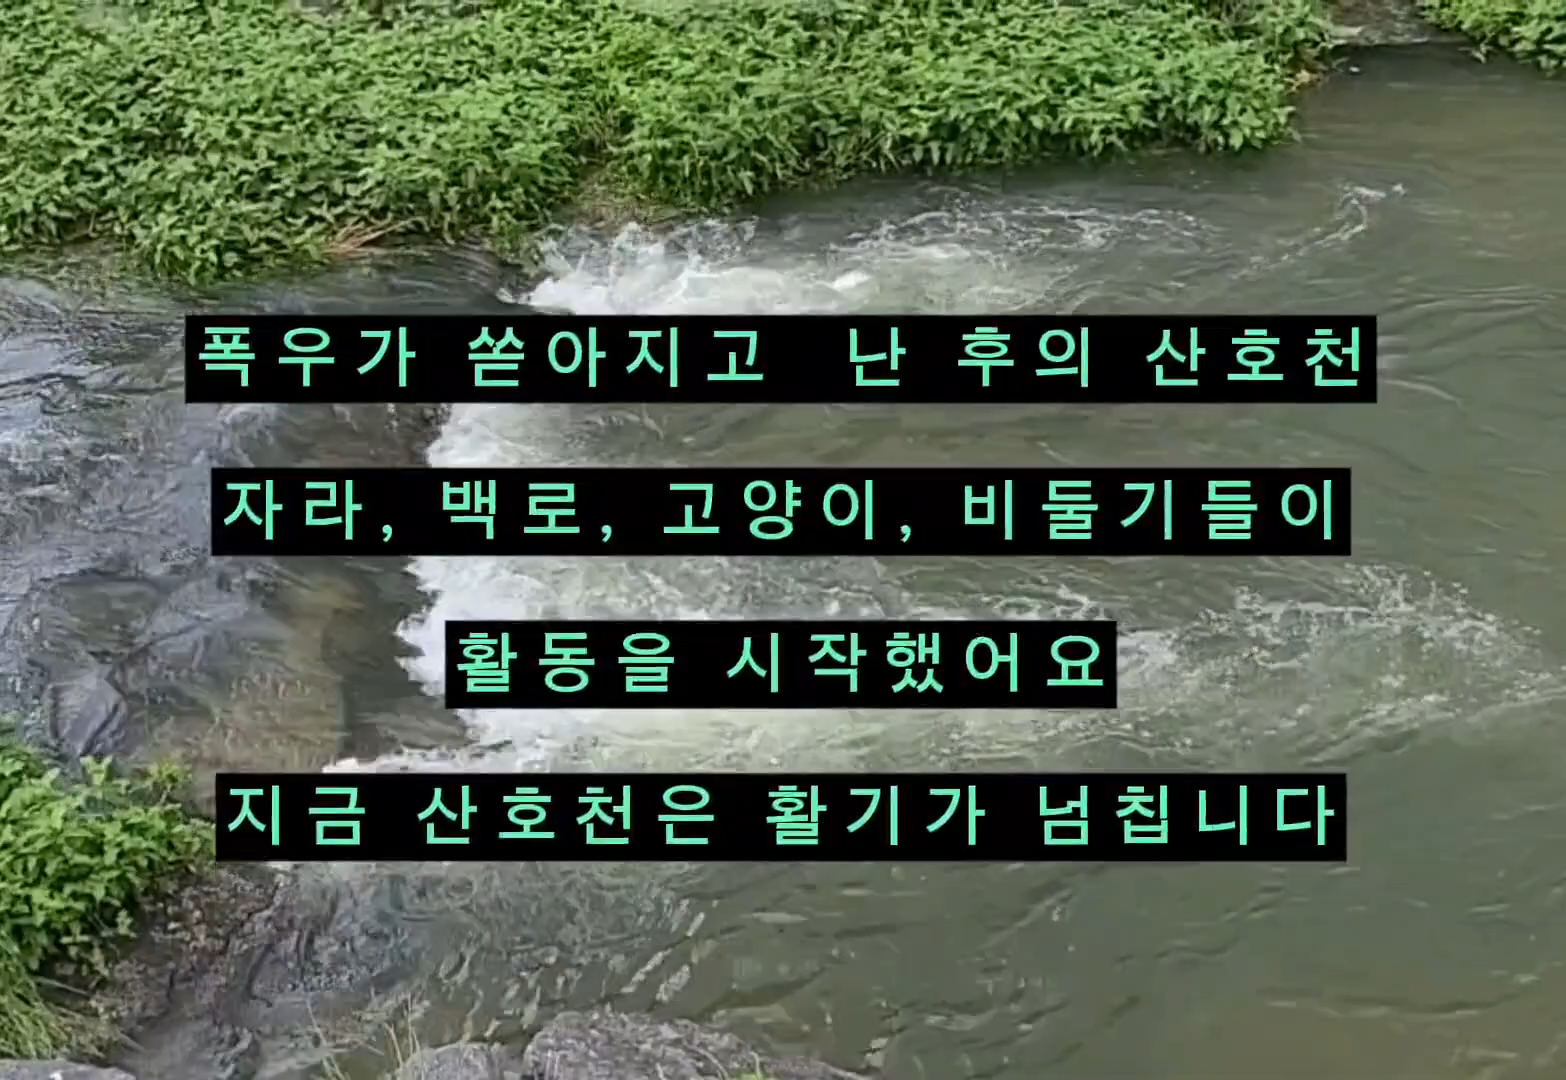 폭우가 쏟아지고 난 후의 산호천
자라, 백로, 고양이, 비둘기들이
활동을 시작했어요
지금 산호천은 활기가 넘칩니다